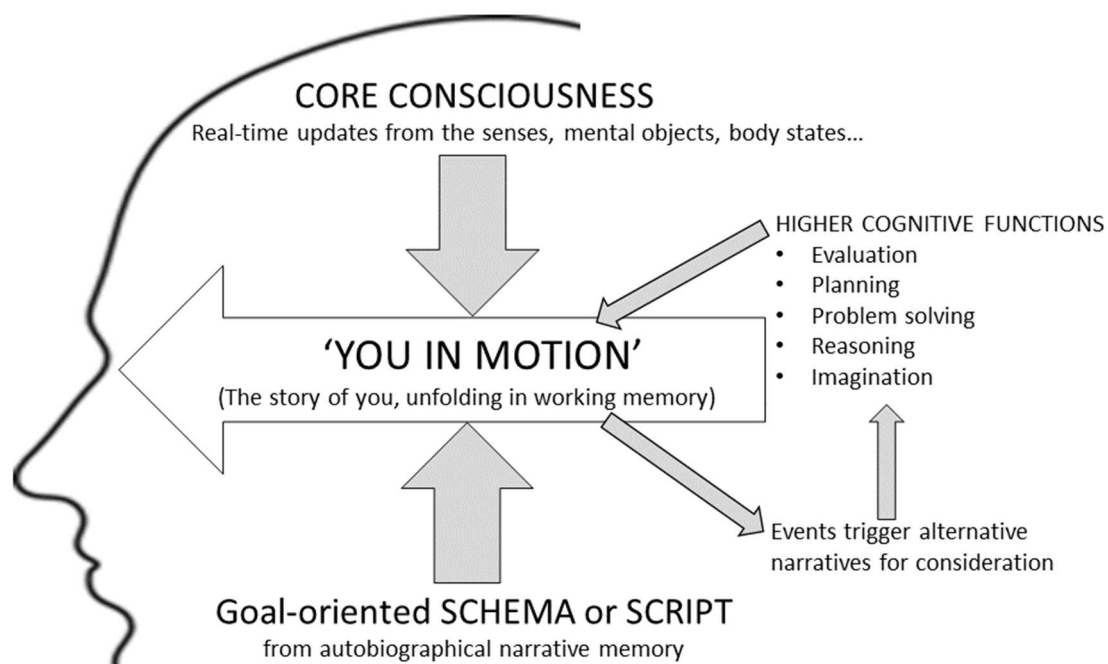 CORE CONSCIOUSNESS
Real-time updates from the senses, mental objects, body states...
HIGHER COGNITIVE FUNCTIONS
• Evaluation
• Planning
• Problem solving
• Reasoning
• Imagination
‘YOU IN MOTION’
(The story of you, unfolding in working memory)
Events trigger alternative
narratives for consideration
Goal-oriented SCHEMA or SCRIPT
from autobiographical narrative memory